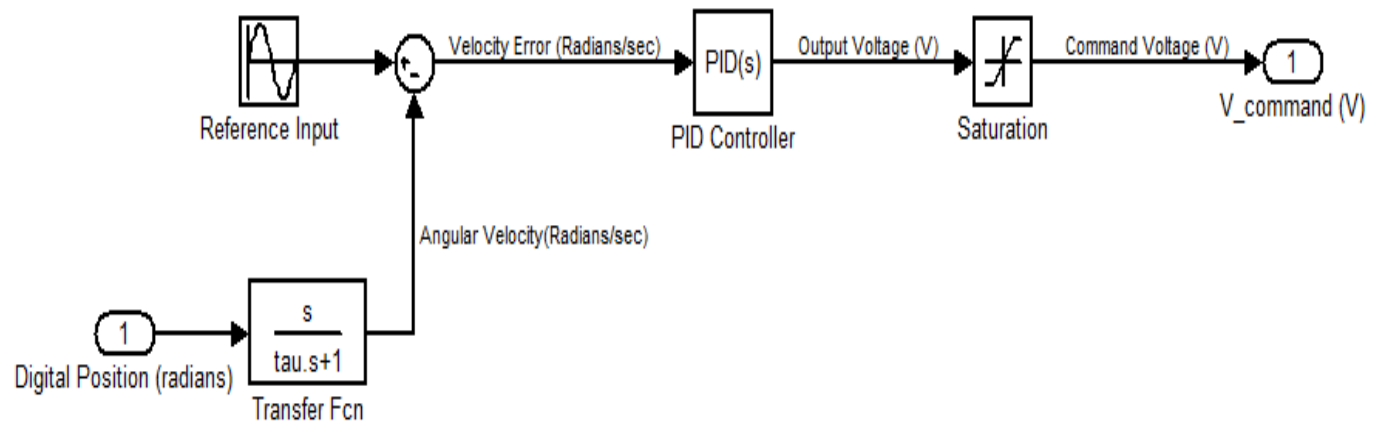 Velocity Error (Radians/sec)
Output Voltage (V)
Command Voltage (V)
+
-
PID(s)
1
Reference Input
PID Controller
Saturation
V_command (V)
Angular Velocity(Radians/sec)
1
s
tau.s+1
Digital Position (radians)
Transfer Fcn